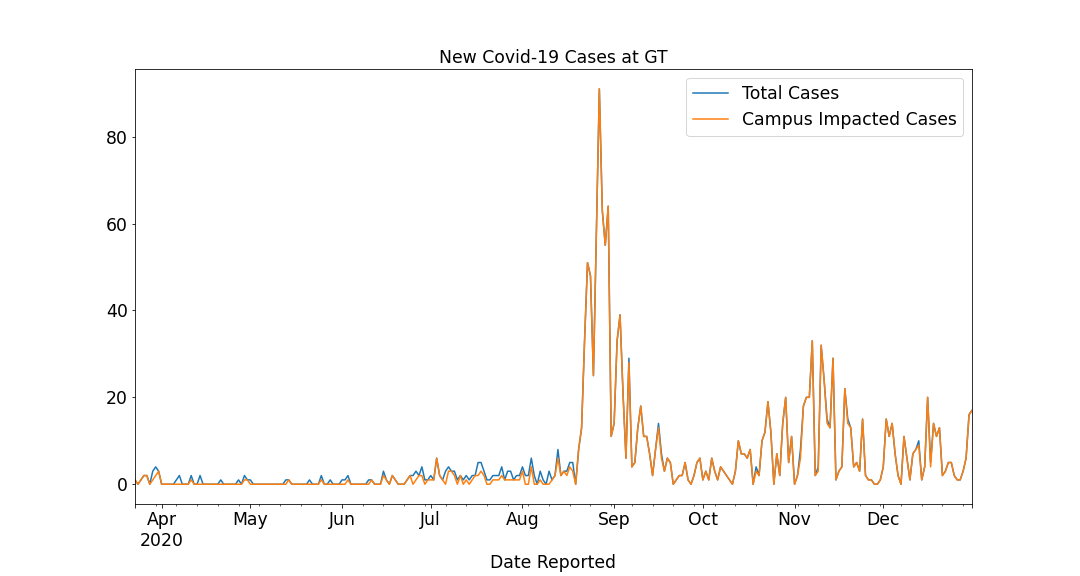 New Covid-19 Cases at GT
Total Cases
Campus Impacted Cases
80
60
40
20
0
Apr May Jun Jul Aug Sep Oct Nov Dec
2020
Date Reported